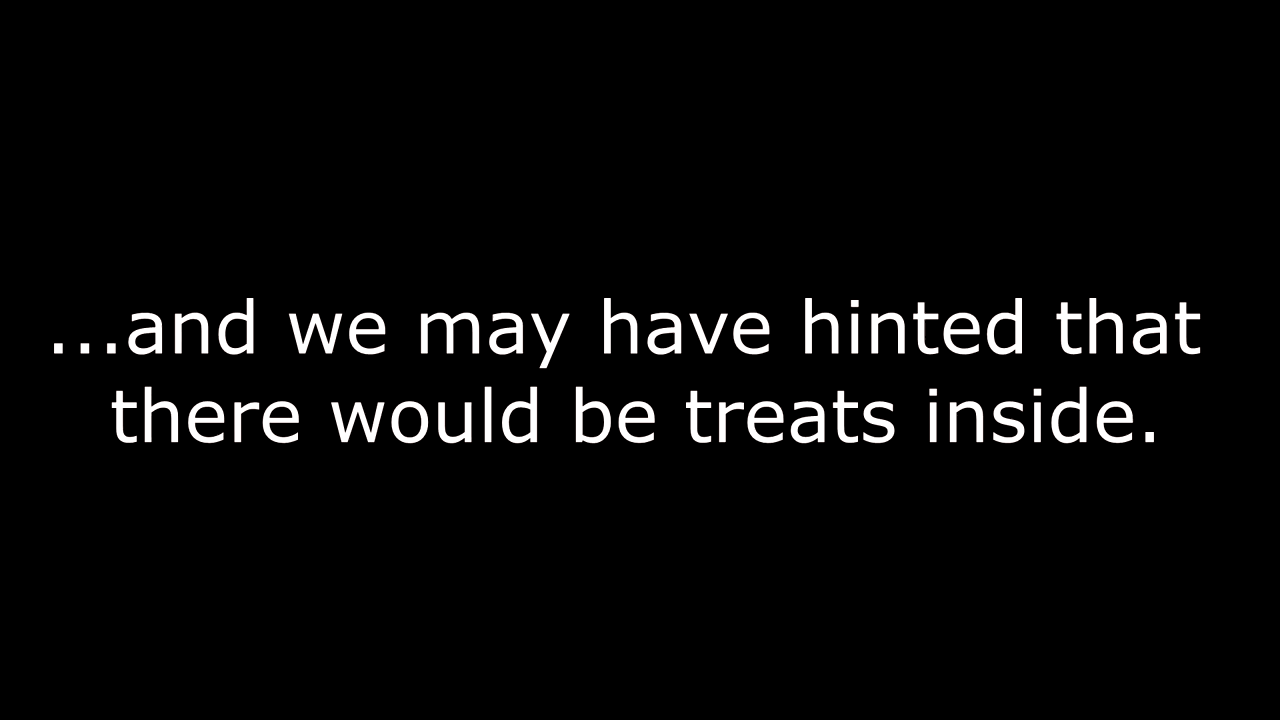 ...and we may have hinted that
there would be treats inside.